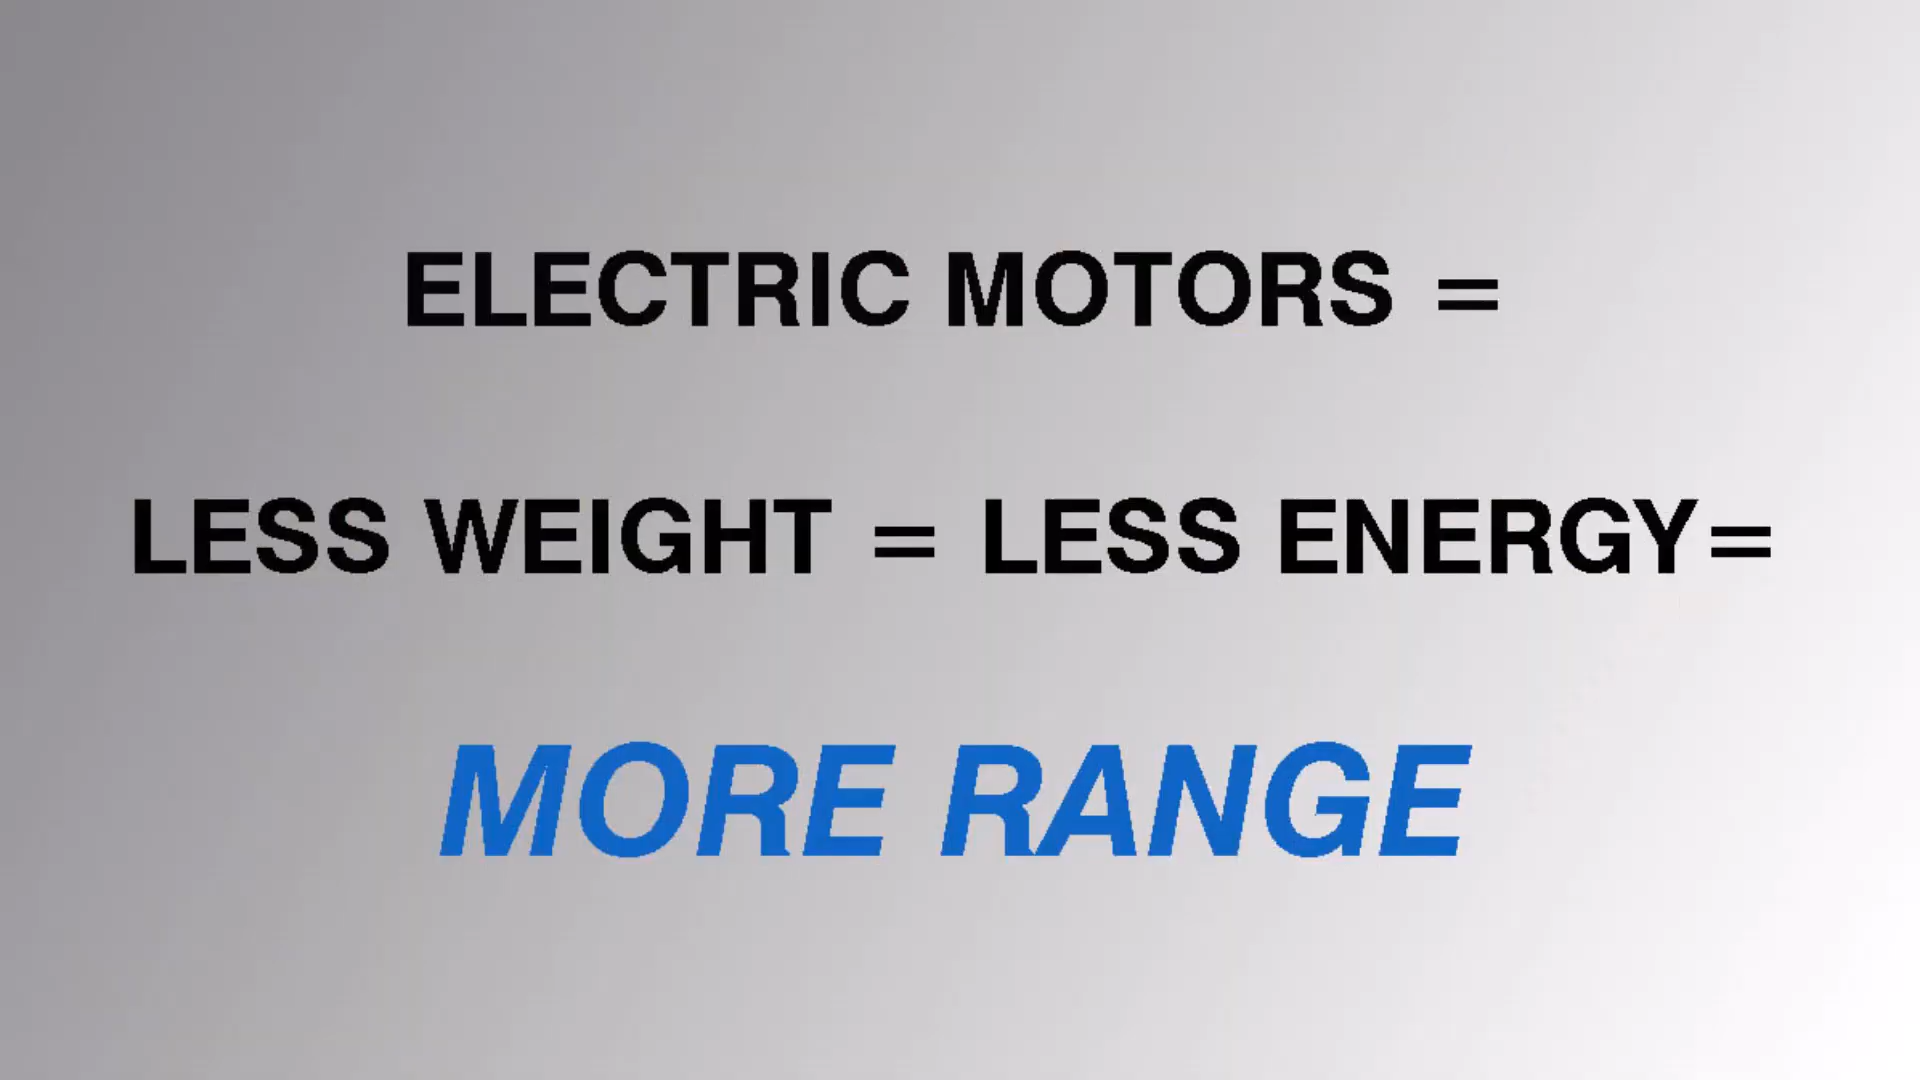 ELECTRIC MOTORS =
LESS WEIGHT = LESS ENERGY=
MORE RANGE